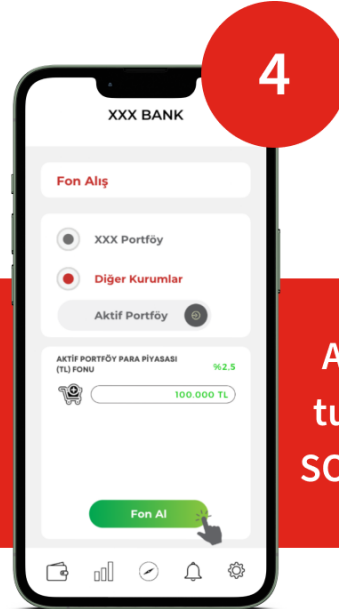 4
XXX BANK
Fon Alış
XXX Portföy
Diğer Kurumlar
Aktif Portföy
AKTİF PORTFÖY PARA PİYASASI
(TL) FONU
%2.5
100.000 TL
Fon Al